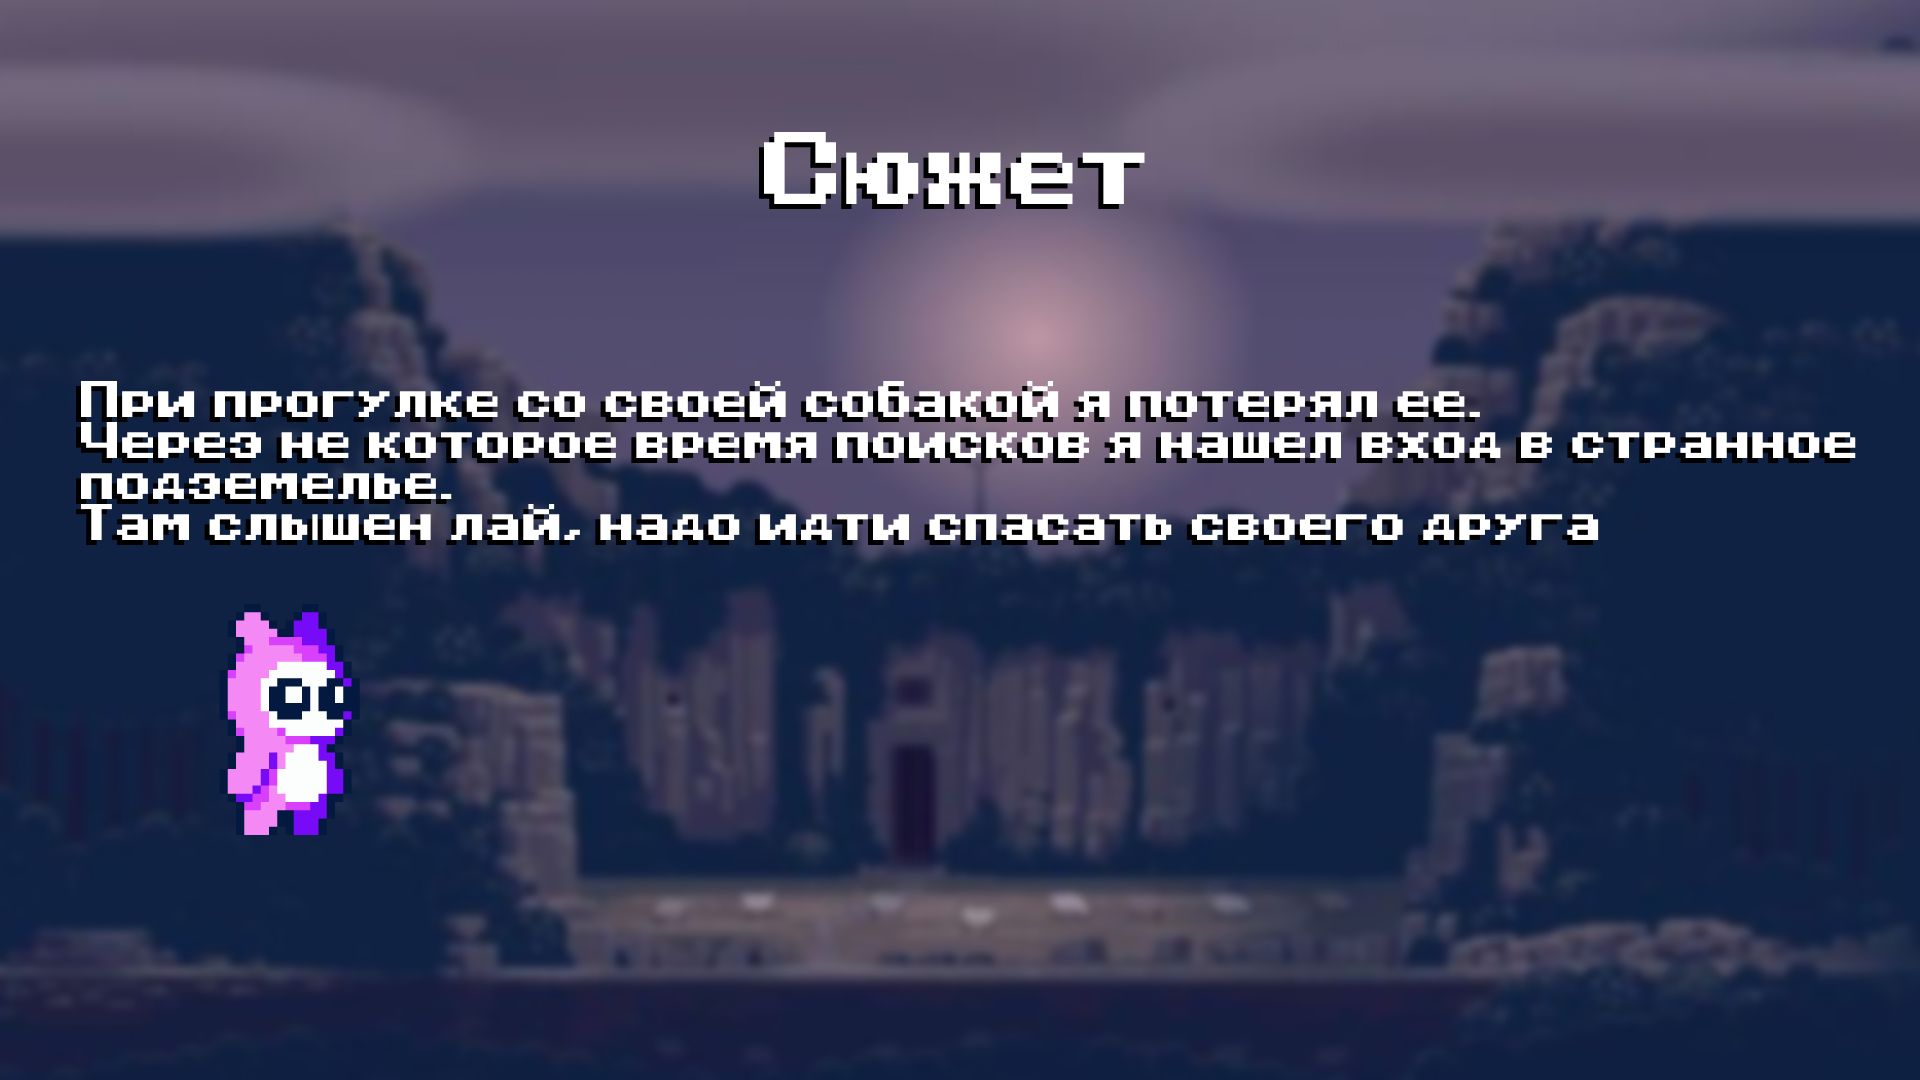 Сюжет
При прогулке со своей собакой я потерял ее.
Через не которое время поисков я нашел вход в странное
подземелье.
Там слышен лай, надо идти спасать своего друга